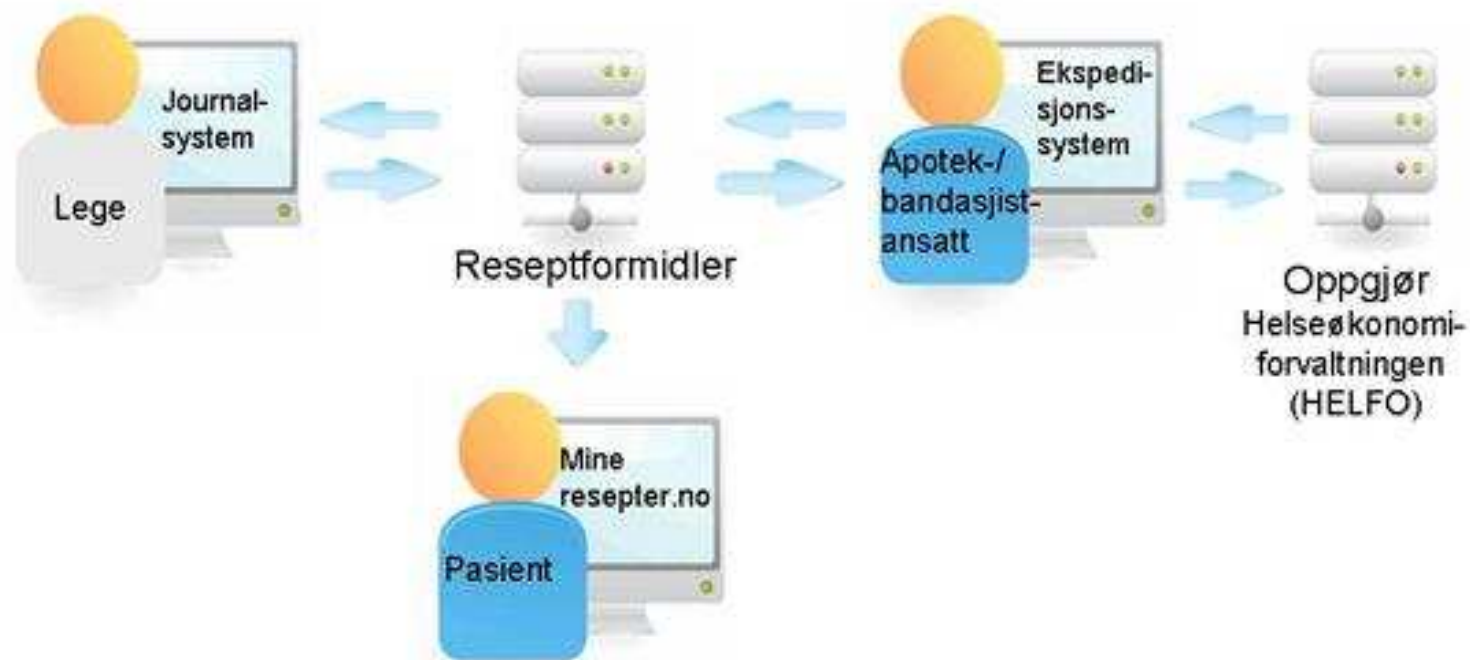 Journal-
system
Lege
Reseptformidler
Ekspedi-
sjons-
system
Apotek-/
bandasjist-
ansatt
Oppgjør
Helseøkonomi-
forvaltningen
(HELFO)
Mine
resepter.no
Pasient